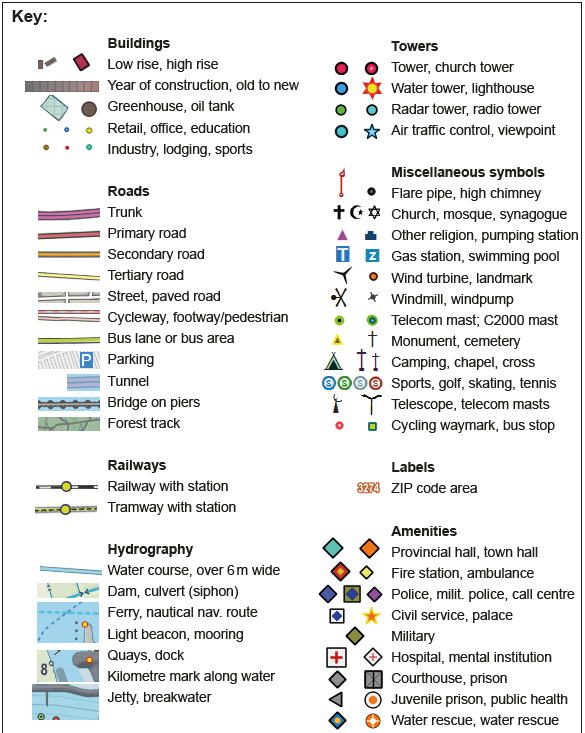 Key:
Buildings
Low rise, high rise
Year of construction, old to new
Greenhouse, oil tank
Retail, office, education
Industry, lodging, sports
Roads
Trunk
Primary road
Secondary road
Tertiary road
Street, paved road
Cycleway, footway/pedestrian
Bus lane or bus area
P
Parking
Tunnel
Bridge on piers
Forest track
Railways
Railway with station
Tramway with station
Hydrography
Water course, over 6 m wide
Dam, culvert (siphon)
Ferry, nautical nav. route
Light beacon, mooring
Quays, dock
8
Kilometre mark along water
Jetty, breakwater
Towers
Tower, church tower
Water tower, lighthouse
Radar tower, radio tower
Air traffic control, viewpoint
Miscellaneous symbols
Flare pipe, high chimney
Church, mosque, synagogue
Other religion, pumping station
T Z
Gas station, swimming pool
Wind turbine, landmark
Windmill, windpump
Telecom mast; C2000 mast
Monument, cemetery
Camping, chapel, cross
S S S S
Sports, golf, skating, tennis
Telescope, telecom masts
Cycling waymark, bus stop
Labels
3274
ZIP code area
Amenities
Provincial hall, town hall
Fire station, ambulance
Police, milit. police, call centre
Civil service, palace
Military
Hospital, mental institution
Courthouse, prison
Juvenile prison, public health
Water rescue, water rescue